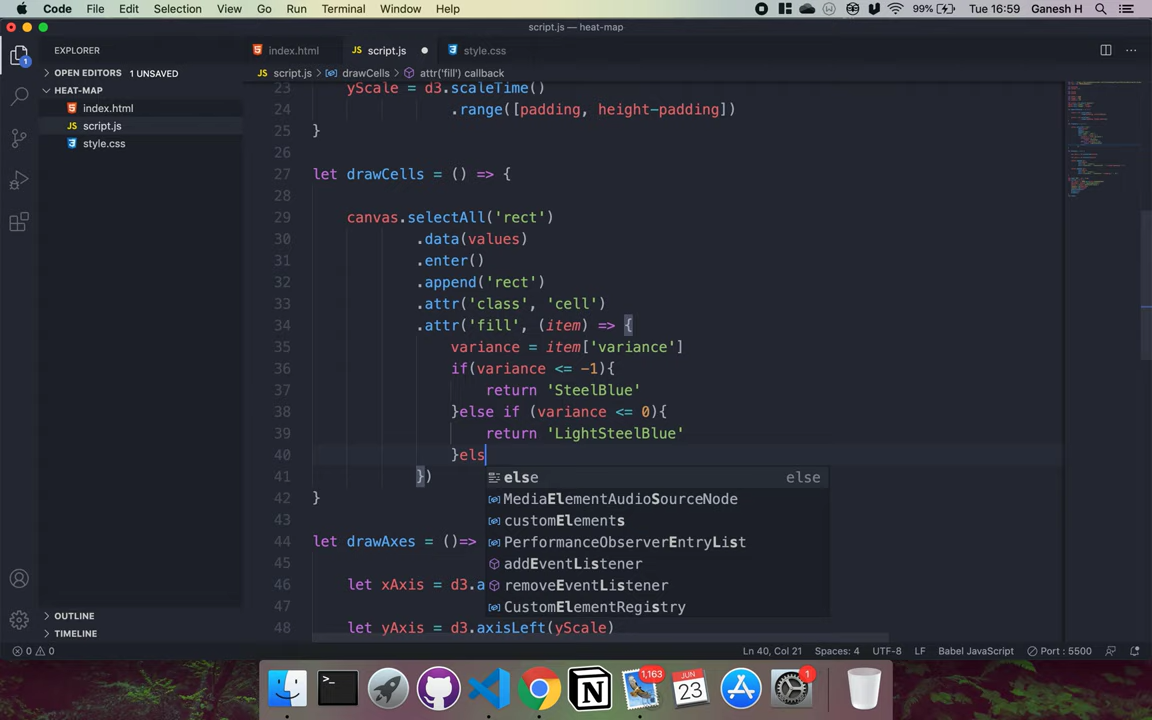 Code File Edit Selection View Go Run Terminal Window Help 99% Tue 16:59 Ganesh H
script.js — heat-map
EXPLORER
index.html script.js style.css
OPEN EDITORS 1 UNSAVED
script.js > drawCells > attr('fill') callback
HEAT-MAP
index.html
script.js
style.css
23 yScale = d3.scaleTime()
24 .range([padding, height-padding])
25 }
26
27 let drawCells = () => {
28
29 canvas.selectAll('rect')
30 .data(values)
31 .enter()
32 .append('rect')
33 .attr('class', 'cell')
34 .attr('fill', (item) => {
35 variance = item['variance']
36 if(variance <= -1){
37 return 'SteelBlue'
38 }else if (variance <= 0){
39 return 'LightSteelBlue'
40 }els
41 })
42 }
43
44 let drawAxes = ()=>
45
46 let xAxis = d3.a
47
48 let yAxis = d3.axisLeft(yScale)
else else
MediaElementAudioSourceNode
customElements
PerformanceObserverEntryList
addEventListener
removeEventListener
CustomElementRegistry
OUTLINE
TIMELINE
0 0 Ln 40, Col 21 Spaces: 4 UTF-8 LF Babel JavaScript Port : 5500
1,163
JUN
23
1
1